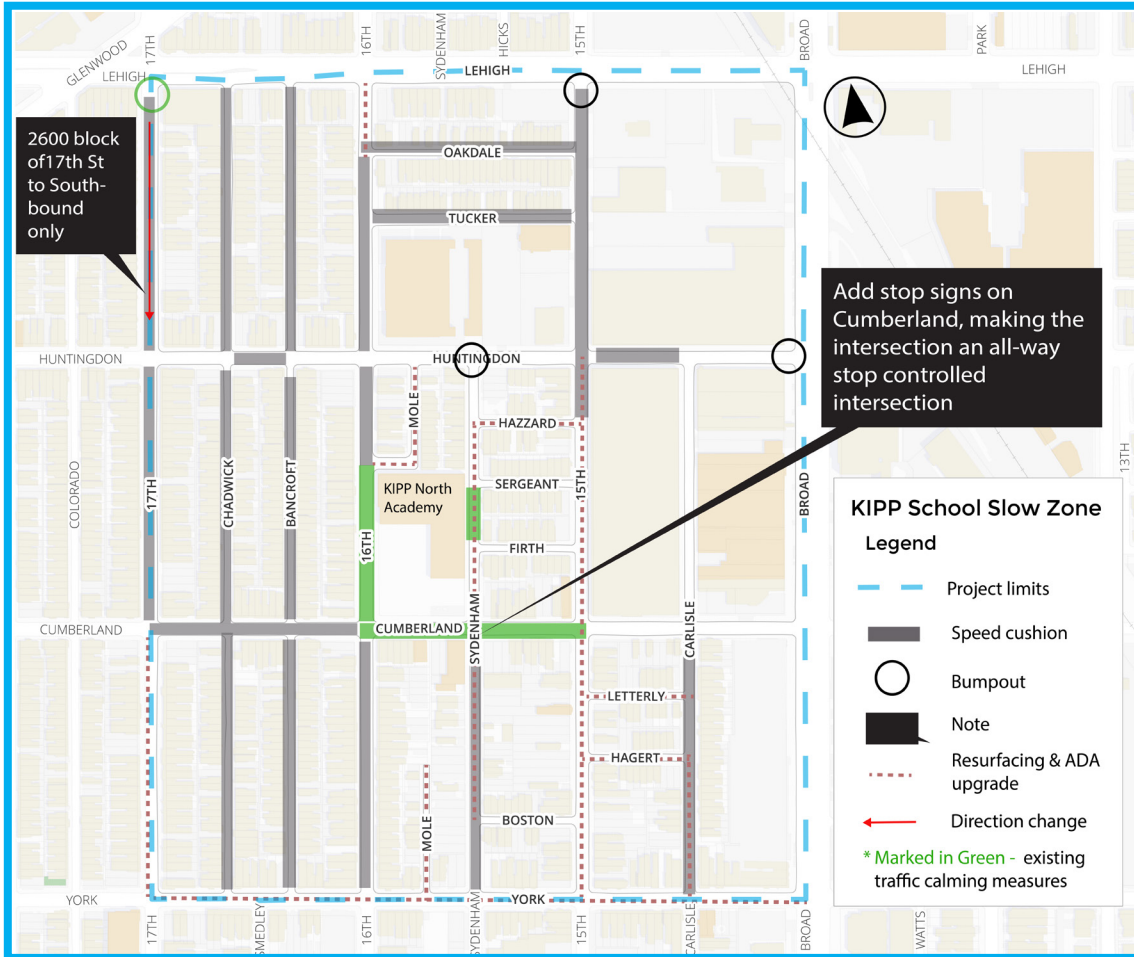 GLENWOOD
17TH
16TH
SYDENHAM
HICKS
15TH
BROAD
PARK
LEHIGH
LEHIGH
LEHIGH
2600 block
of17th St
to South-
bound
only
OAKDALE
TUCKER
Add stop signs on
Cumberland, making the
intersection an all-way
stop controlled
intersection
HUNTINGDON
HUNTINGDON
MOLE
HAZZARD
COLORADO
17TH
CHADWICK
BANCROFT
16TH
KIPP North
Academy
SERGEANT
15TH
BROAD
13TH
FIRTH
CUMBERLAND
CUMBERLAND
SYDENHAM
CARLISLE
LETTERLY
HAGERT
MOLE
BOSTON
YORK
YORK
17TH
SMEDLEY
16TH
SYDENHAM
15TH
CARLISLE
BROAD
WATTS
KIPP School Slow Zone
Legend
Project limits
Speed cushion
Bumpout
Note
Resurfacing & ADA
upgrade
Direction change
* Marked in Green - existing
traffic calming measures